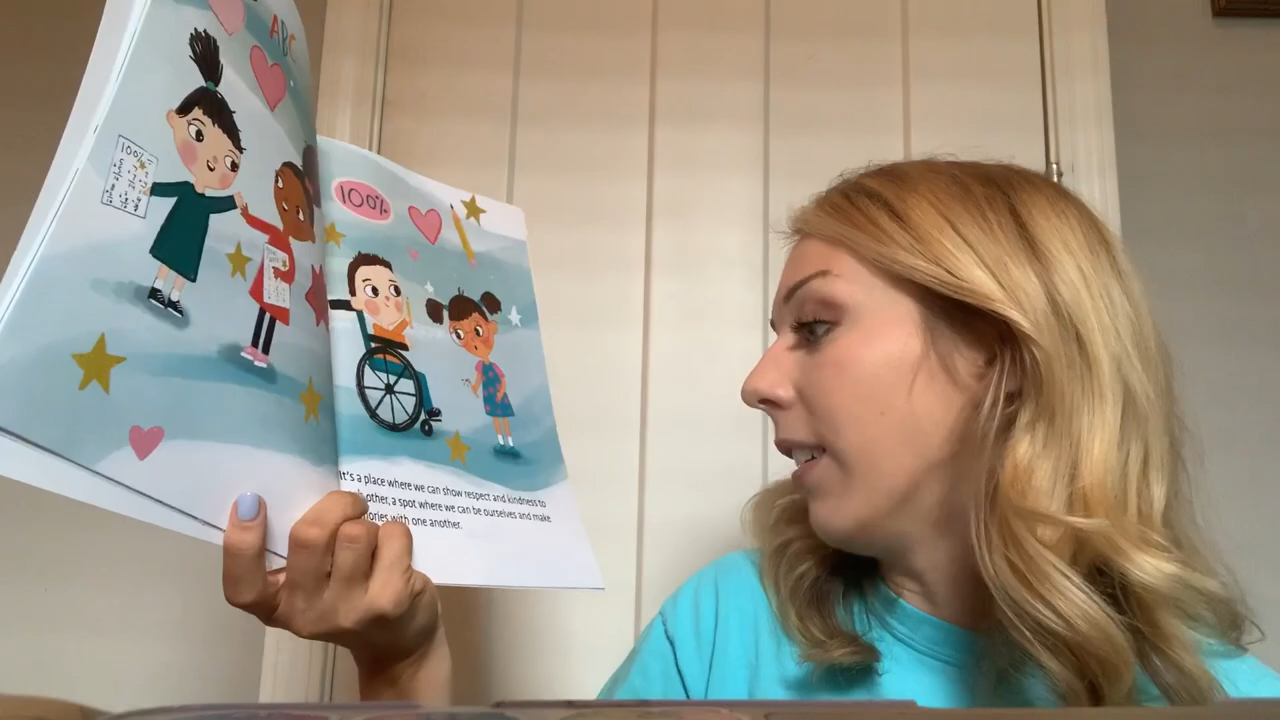 ABC
100%
100%
It's a place where we can show respect and kindness to
other, a spot where we can be ourselves and make
with one another.